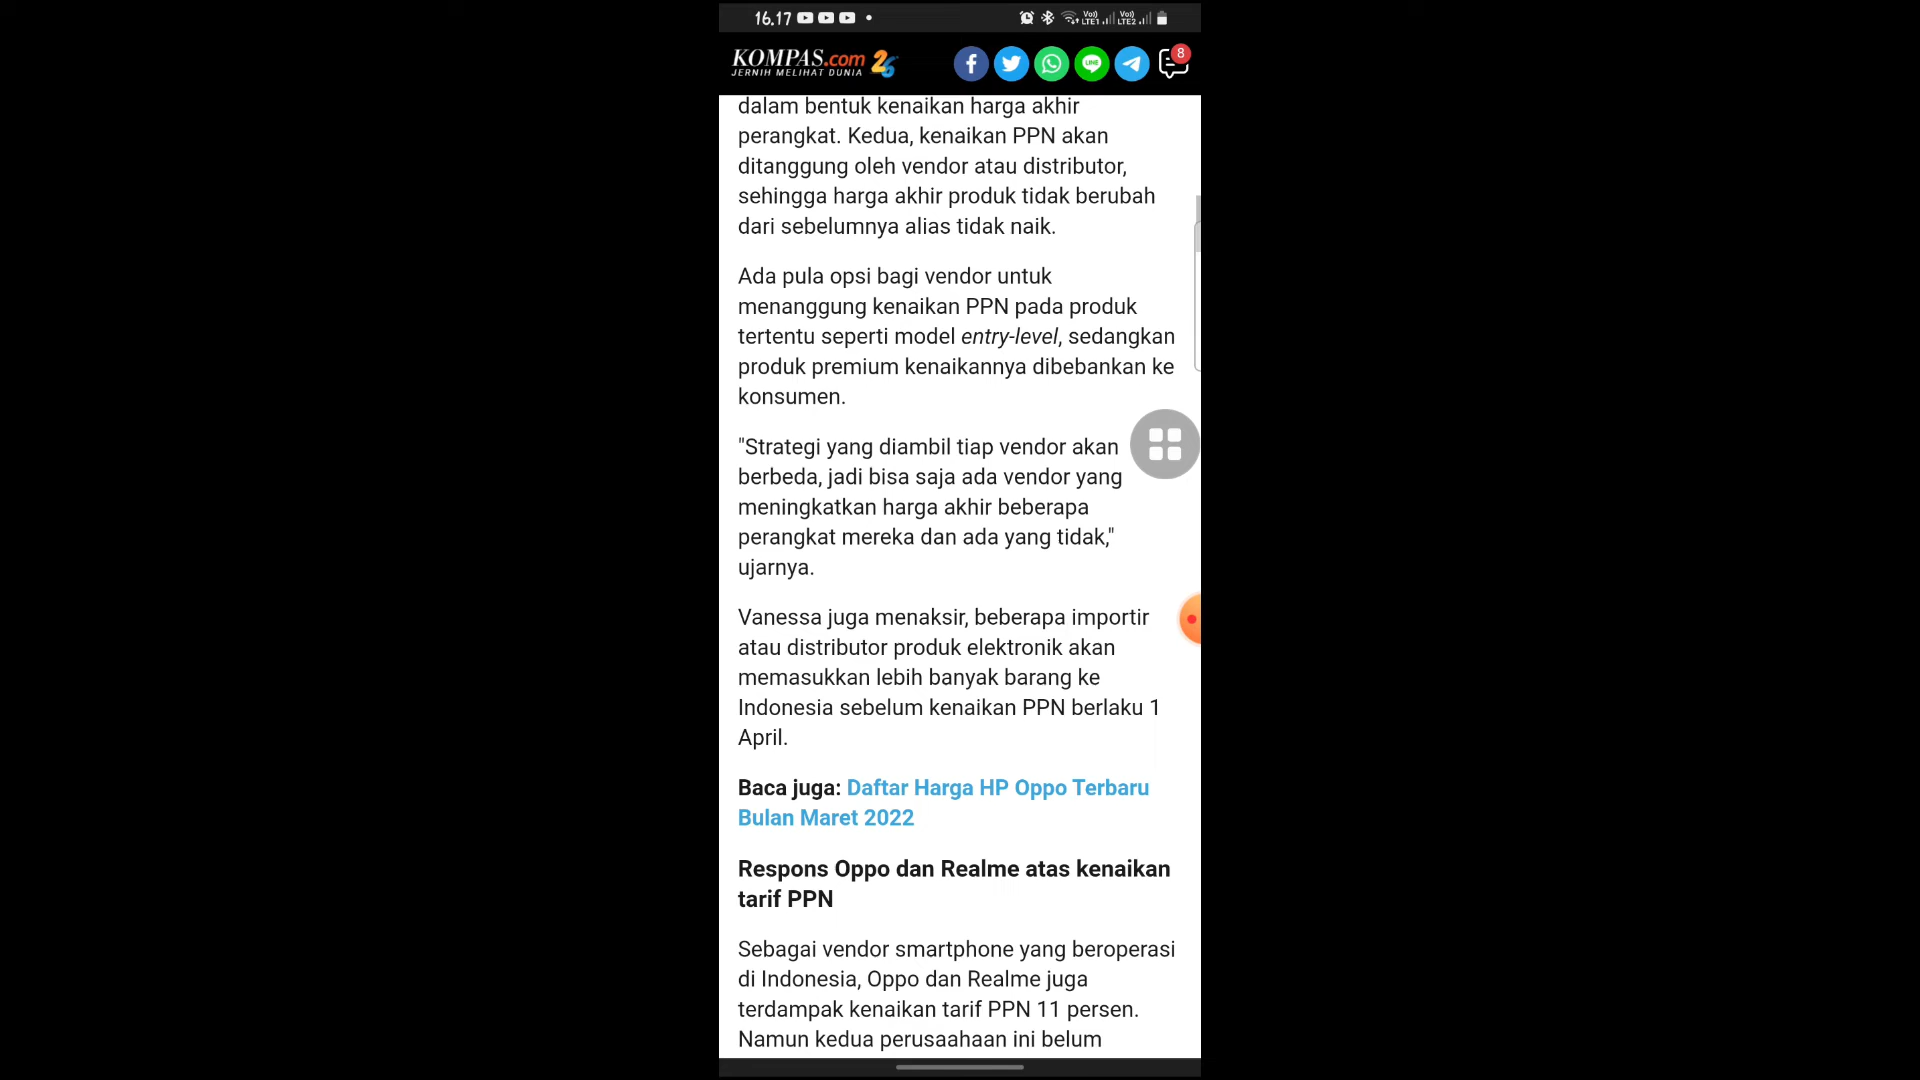 16.17
Vo)) LTE1 Vo)) LTE2
KOMPAS.com 26
JERNIH MELIHAT DUNIA
LINE
8
dalam bentuk kenaikan harga akhir
perangkat. Kedua, kenaikan PPN akan
ditanggung oleh vendor atau distributor,
sehingga harga akhir produk tidak berubah
dari sebelumnya alias tidak naik.
Ada pula opsi bagi vendor untuk
menanggung kenaikan PPN pada produk
tertentu seperti model entry-level, sedangkan
produk premium kenaikannya dibebankan ke
konsumen.
"Strategi yang diambil tiap vendor akan
berbeda, jadi bisa saja ada vendor yang
meningkatkan harga akhir beberapa
perangkat mereka dan ada yang tidak,"
ujarnya.
Vanessa juga menaksir, beberapa importir
atau distributor produk elektronik akan
memasukkan lebih banyak barang ke
Indonesia sebelum kenaikan PPN berlaku 1
April.
Baca juga: Daftar Harga HP Oppo Terbaru
Bulan Maret 2022
Respons Oppo dan Realme atas kenaikan
tarif PPN
Sebagai vendor smartphone yang beroperasi
di Indonesia, Oppo dan Realme juga
terdampak kenaikan tarif PPN 11 persen.
Namun kedua perusaahaan ini belum